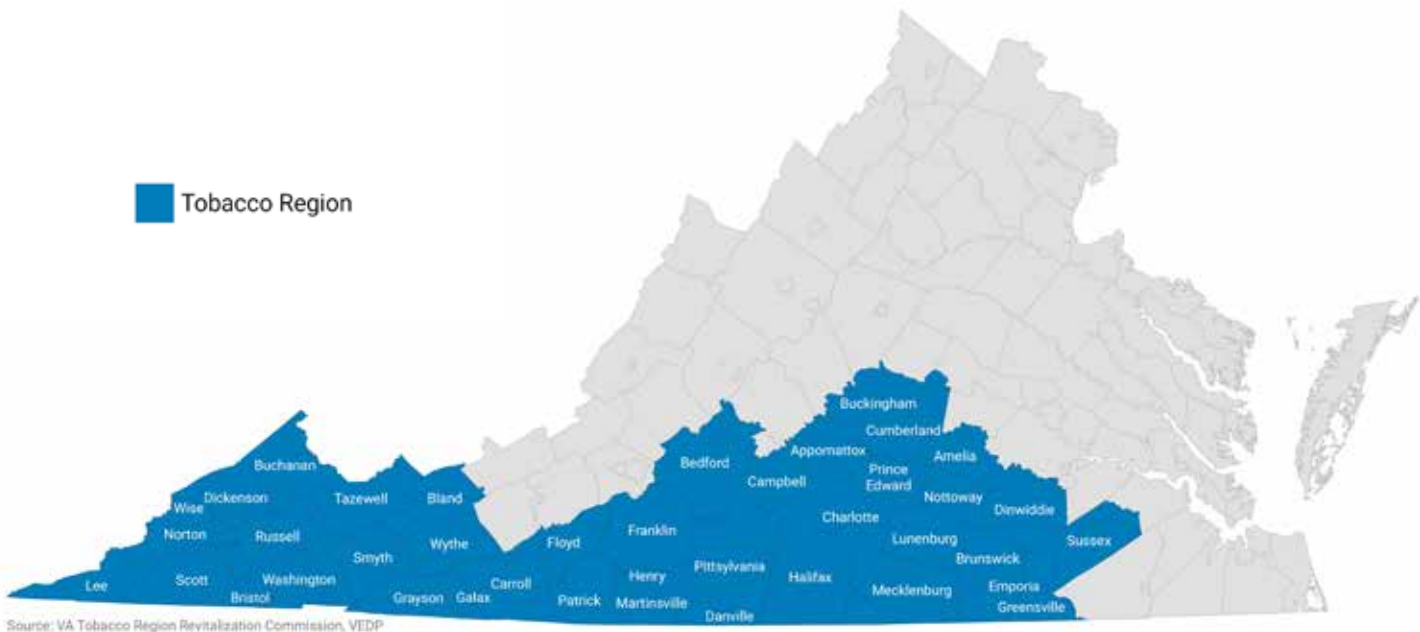 Tobacco Region
Buckingham
Cumberland
Appomattox
Amelia
Bedford
Buchanan
Prince
Edward
Campbell
Dickenson
Tazewell
Bland
Nottoway
Wise
Dinwiddie
Charlotte
Franklin
Norton
Russell
Floyd
Lunenburg
Sussex
Wythe
Smyth
Brunswick
Pittsylvania
Henry
Halifax
Scott
Washington
Carroll
Lee
Emporia
Mecklenburg
Bristol
Grayson
Galax
Patrick
Martinsville
Greensville
Danville
Source: VA Tobacco Region Revitalization Commission, VEDP